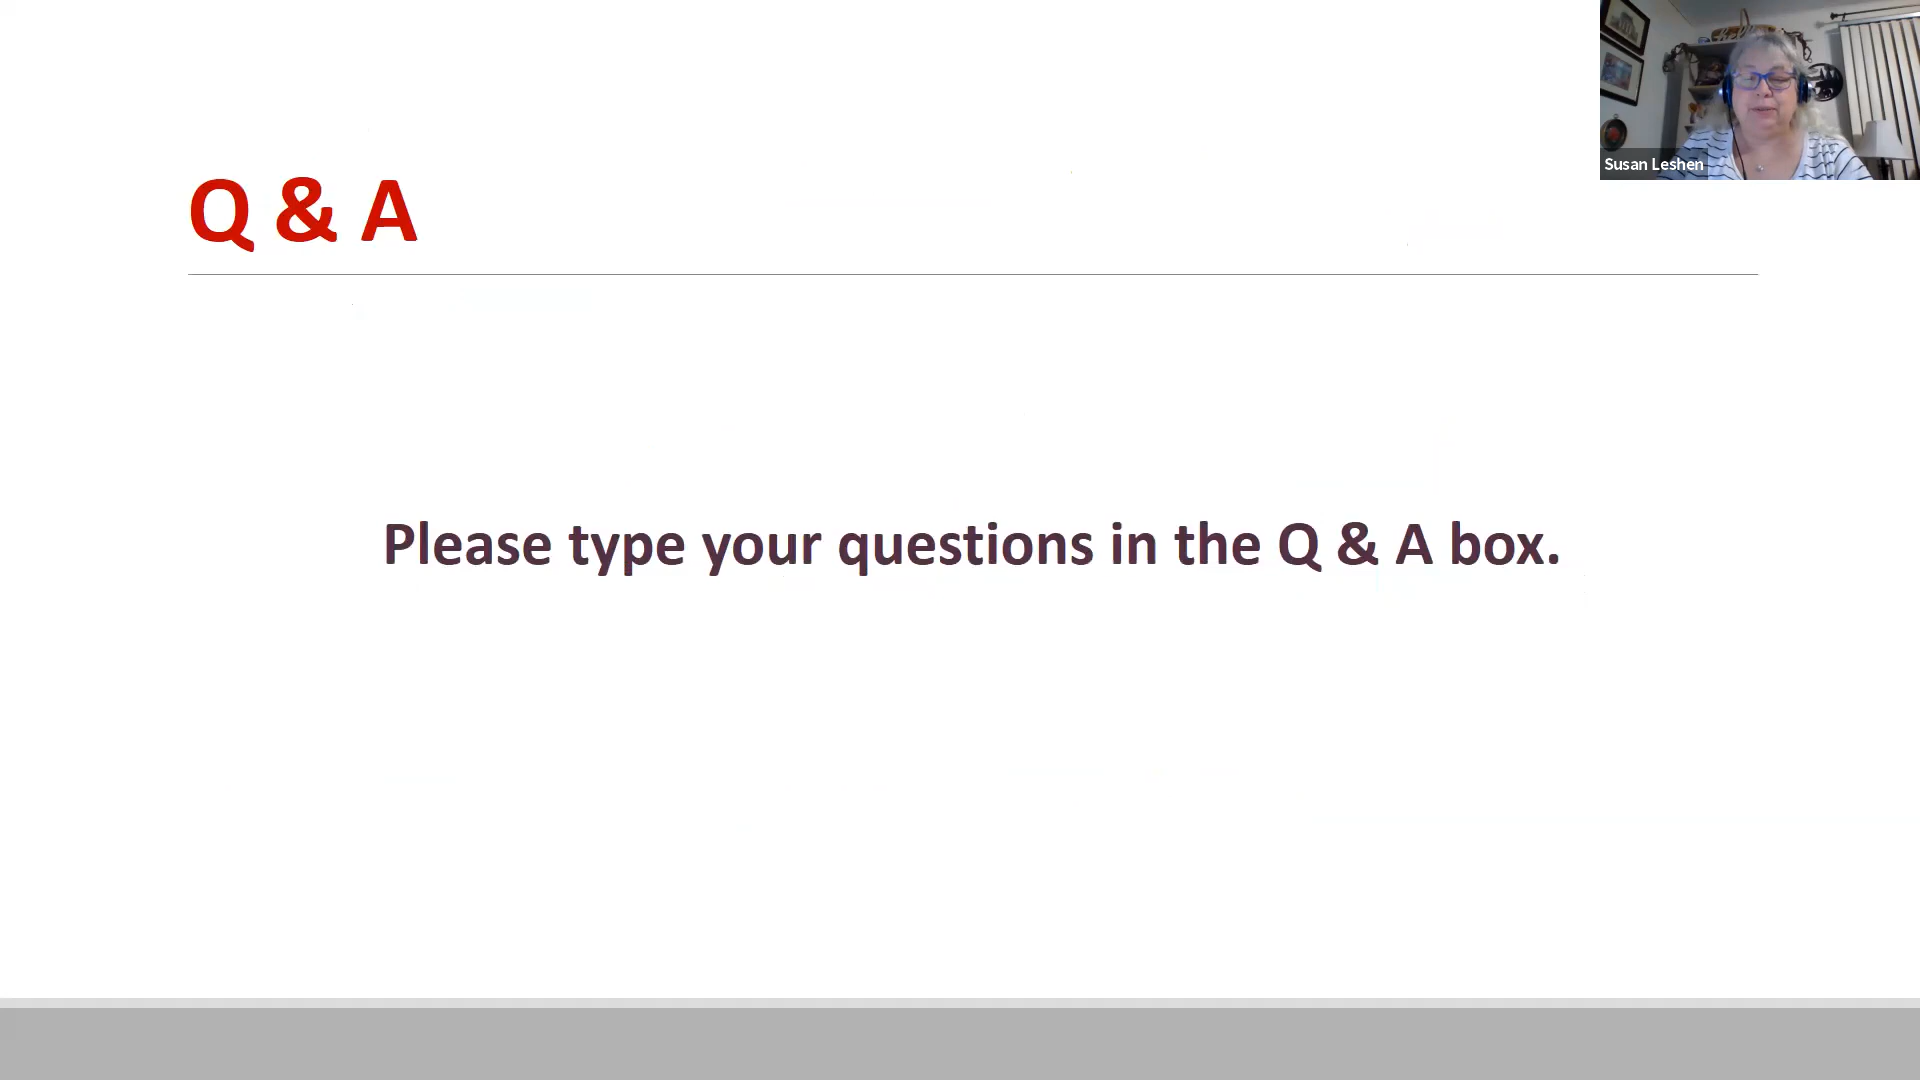 Susan Leshen
Q & A
Please type your questions in the Q & A box.